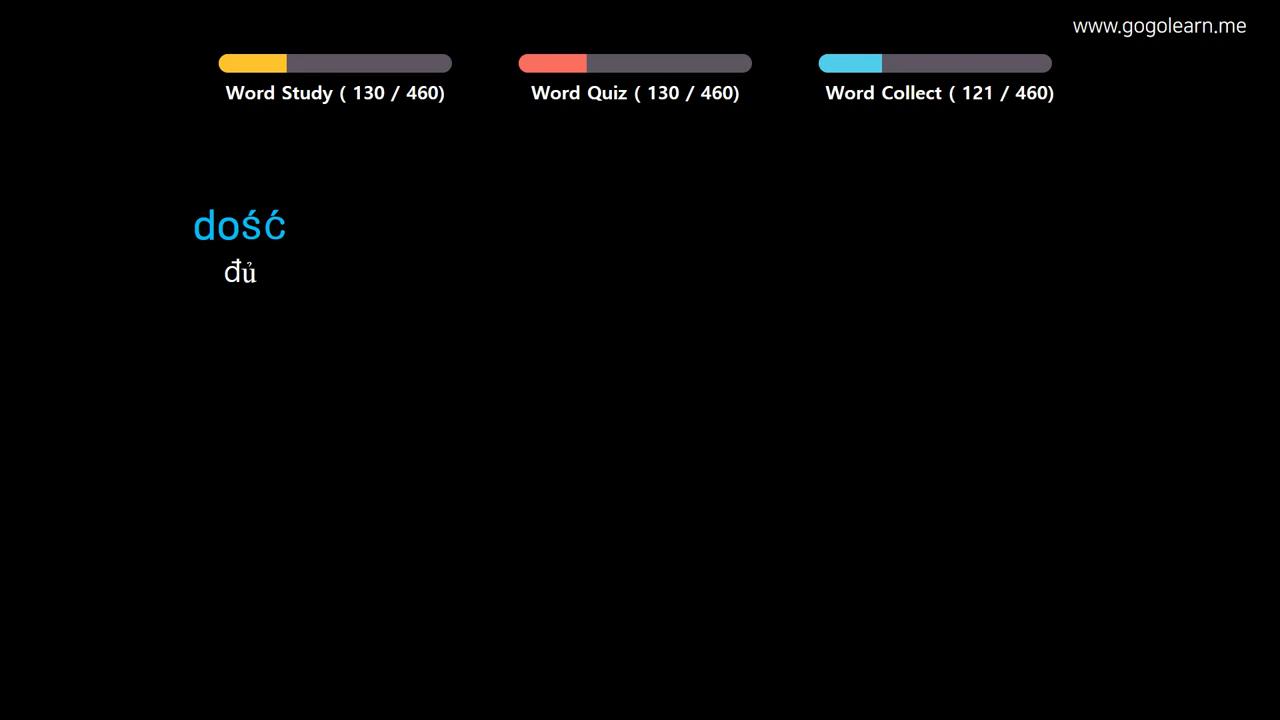 www.gogolearn.me
Word Study ( 130 / 460)
Word Quiz ( 130 / 460)
Word Collect ( 121 / 460)
dość
đủ